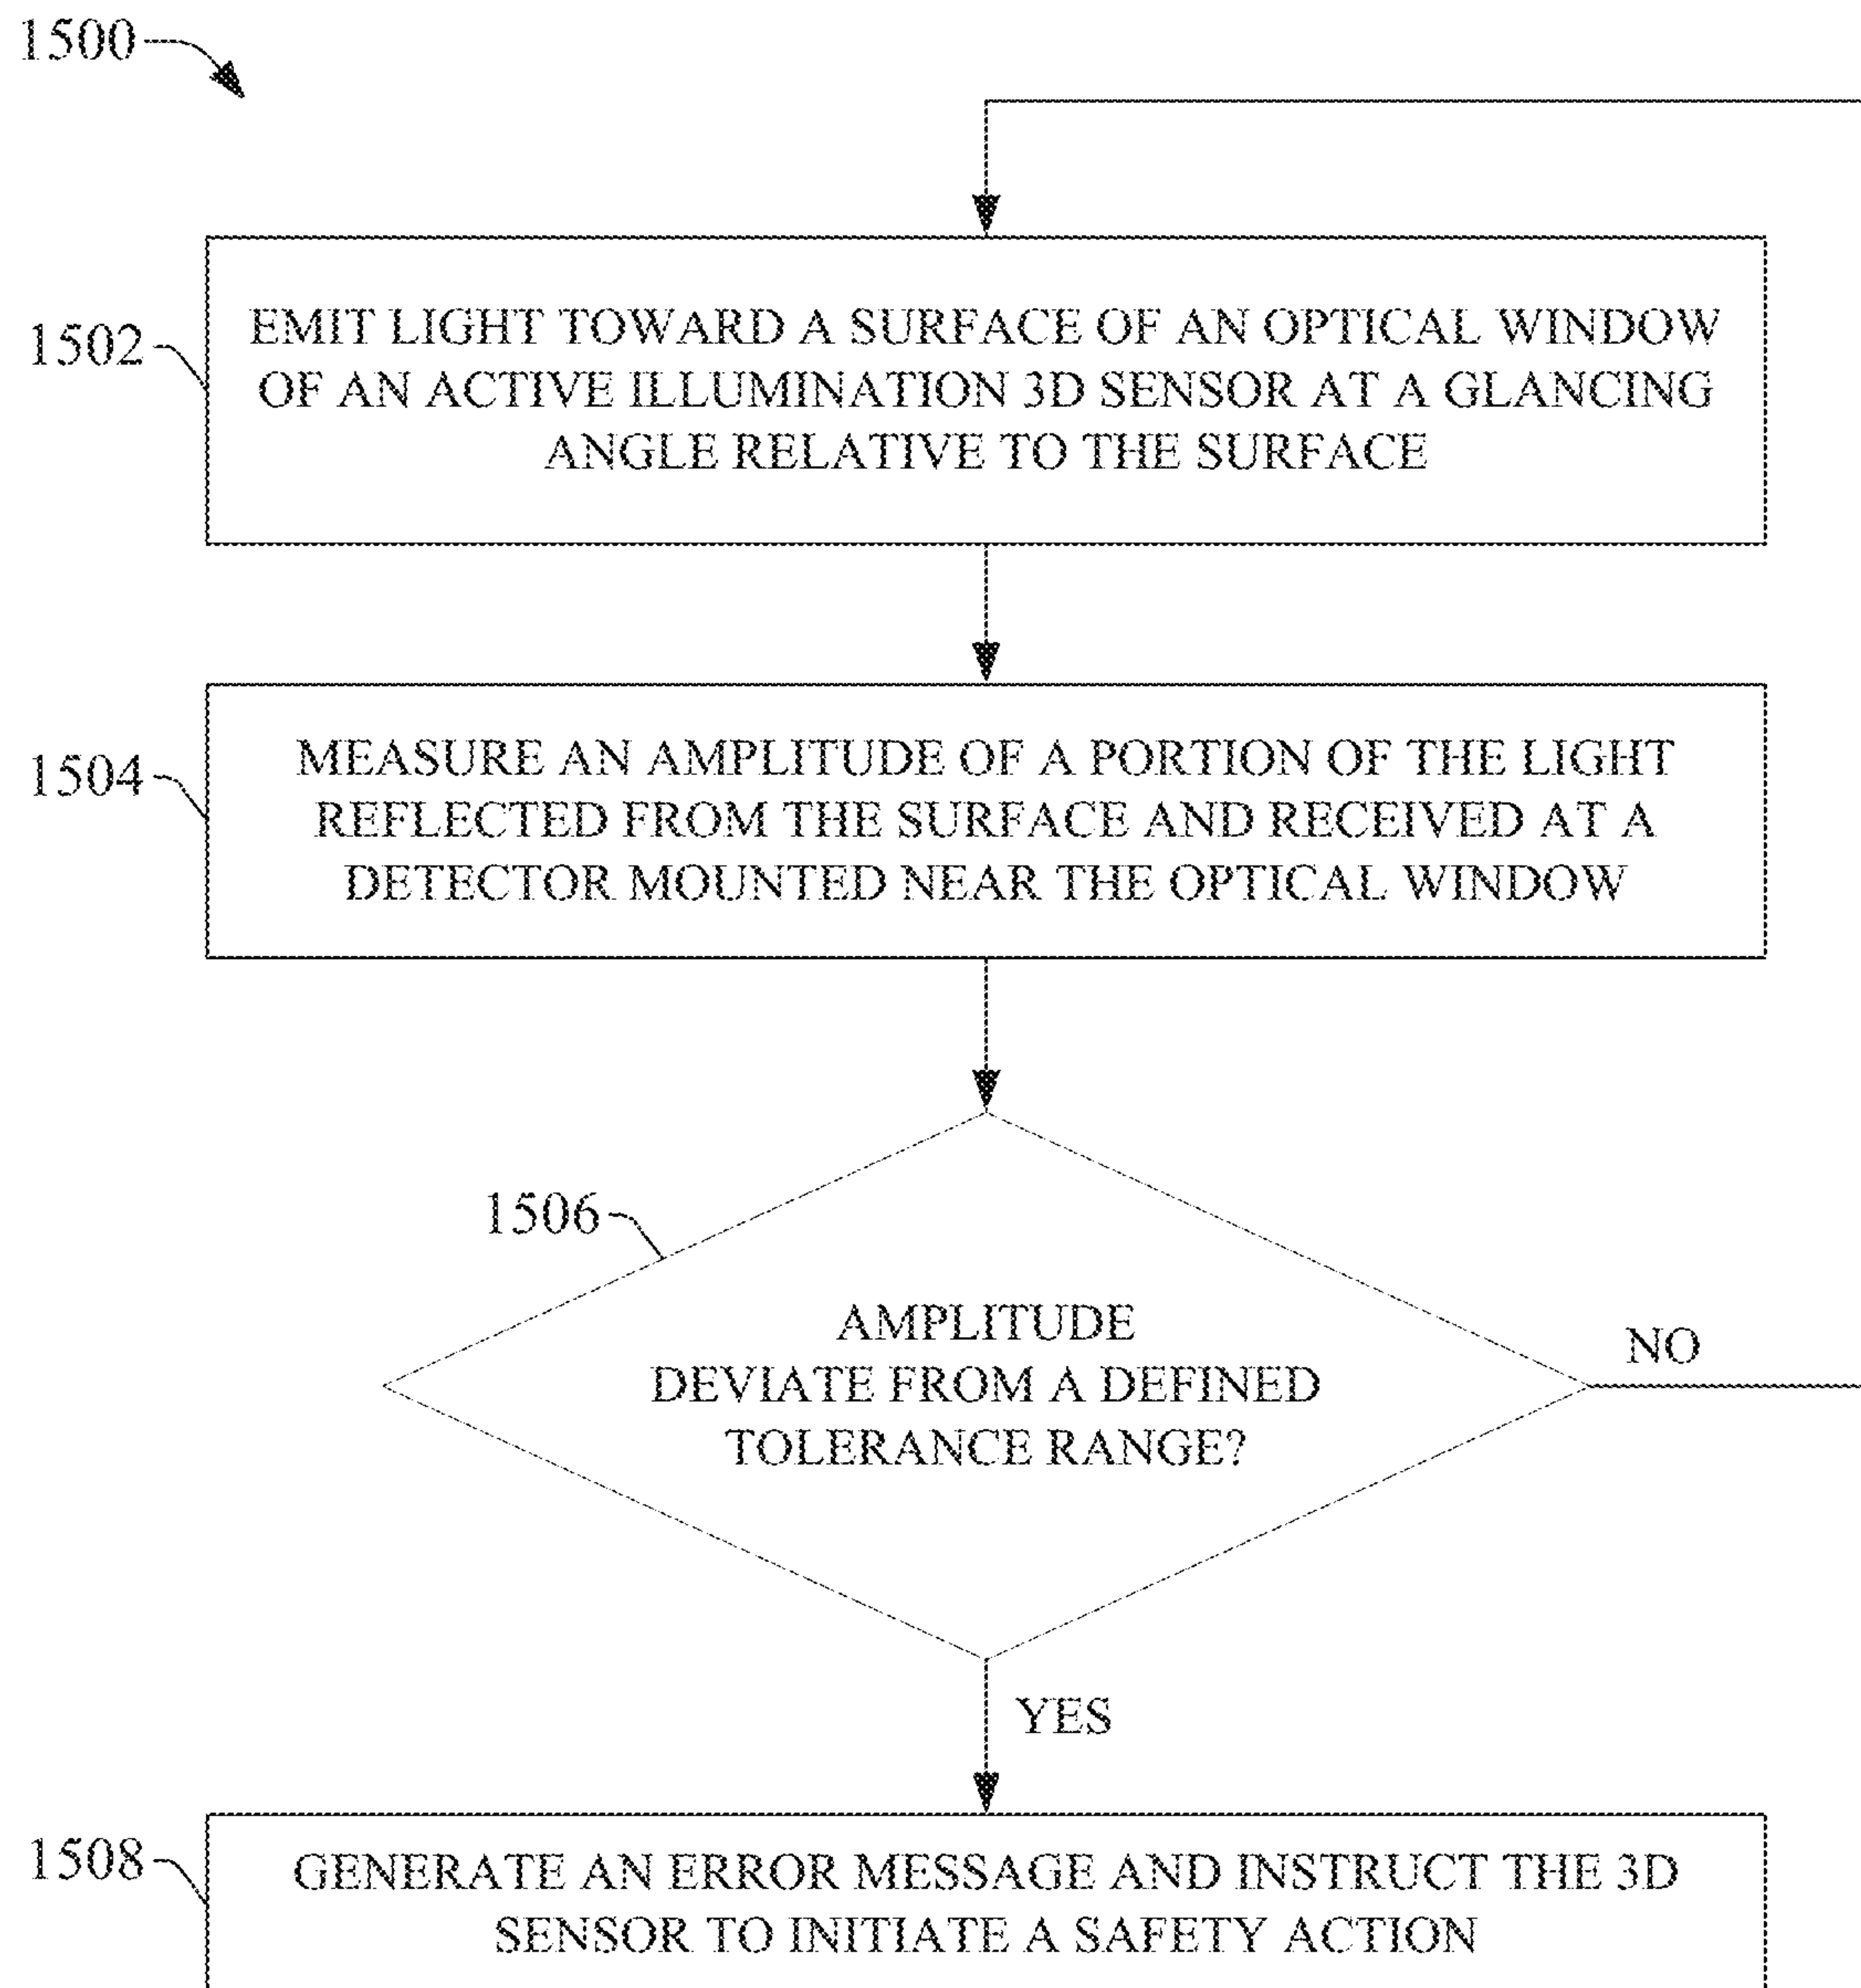 1500
1502
EMIT LIGHT TOWARD A SURFACE OF AN OPTICAL WINDOW
OF AN ACTIVE ILLUMINATION 3D SENSOR AT A GLANCING
ANGLE RELATIVE TO THE SURFACE
1504
MEASURE AN AMPLITUDE OF A PORTION OF THE LIGHT
REFLECTED FROM THE SURFACE AND RECEIVED AT A
DETECTOR MOUNTED NEAR THE OPTICAL WINDOW
1506
AMPLITUDE
DEVIATE FROM A DEFINED
TOLERANCE RANGE?
NO
YES
1508
GENERATE AN ERROR MESSAGE AND INSTRUCT THE 3D
SENSOR TO INITIATE A SAFETY ACTION